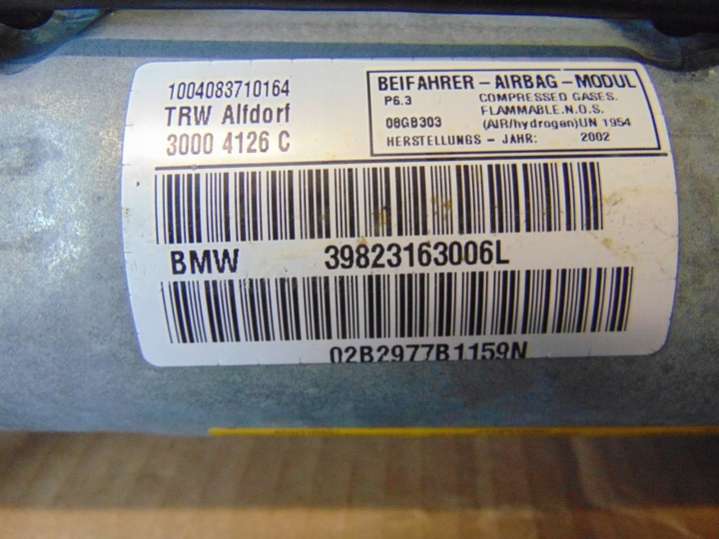 1004083710164
TRW Alfdorf
3000 4126 C
BEIFAHRER - AIRBAG - MODUL
P6.3 COMPRESSED GASES.
FLAMMABLE.N.O.S.
08GB303 (AIR/hydrogen)UN 1954
HERSTELLUNGS - JAHR: 2002
BMW 39823163006L
02B2977B1159N